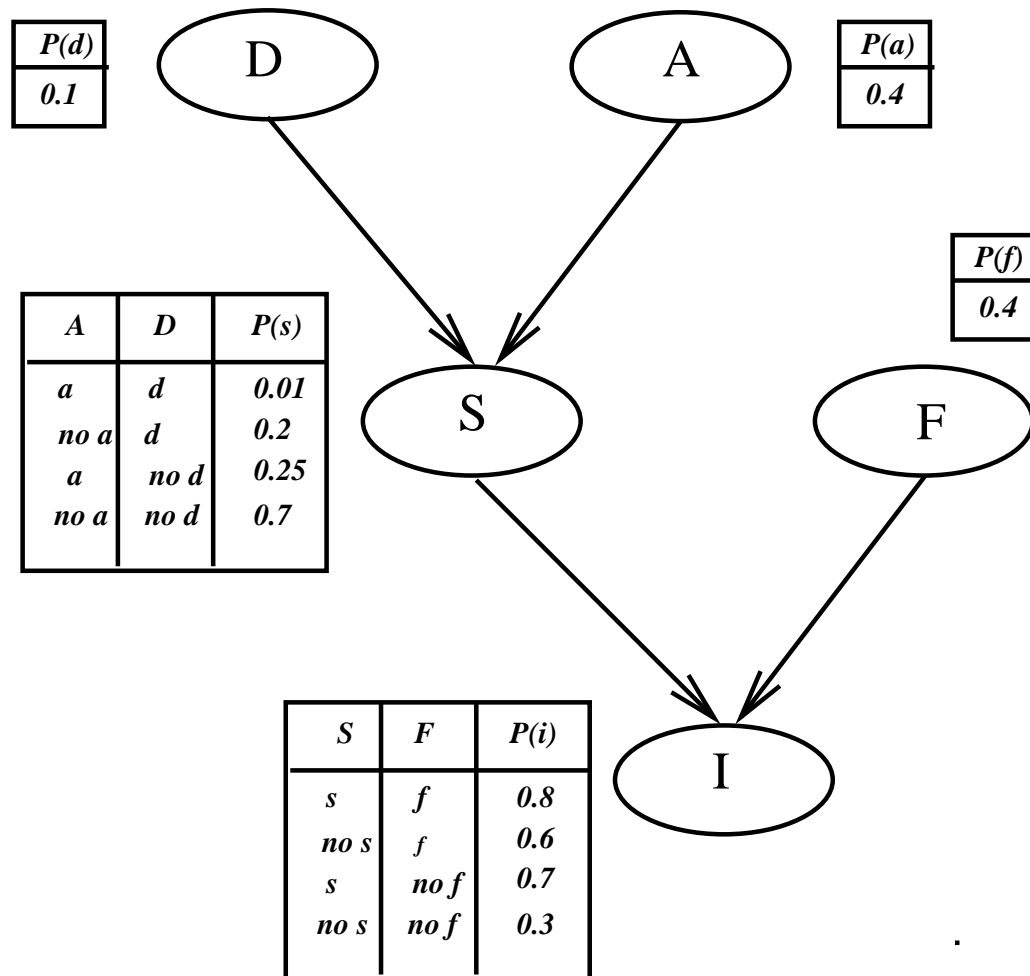 P(d)
0.1
D
A
P(a)
0.4
P(f)
0.4
A D P(s)
a d 0.01
no a d 0.2
a no d 0.25
no a no d 0.7
S
F
S F P(i)
s f 0.8
no s f 0.6
s no f 0.7
no s no f 0.3
I
.